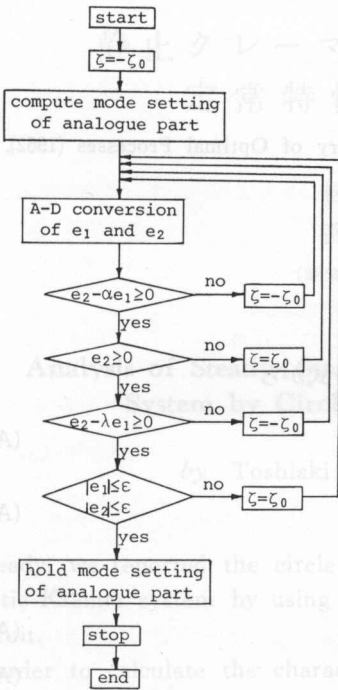 start
ζ=-ζ₀
compute mode setting
of analogue part
A-D conversion
of e₁ and e₂
e₂-αe₁≥0
no
ζ=-ζ₀
yes
e₂≥0
no
ζ=ζ₀
yes
e₂-λe₁≥0
no
ζ=-ζ₀
yes
|e₁|≤ε
|e₂|≤ε
no
ζ=ζ₀
yes
hold mode setting
of analogue part
stop
end